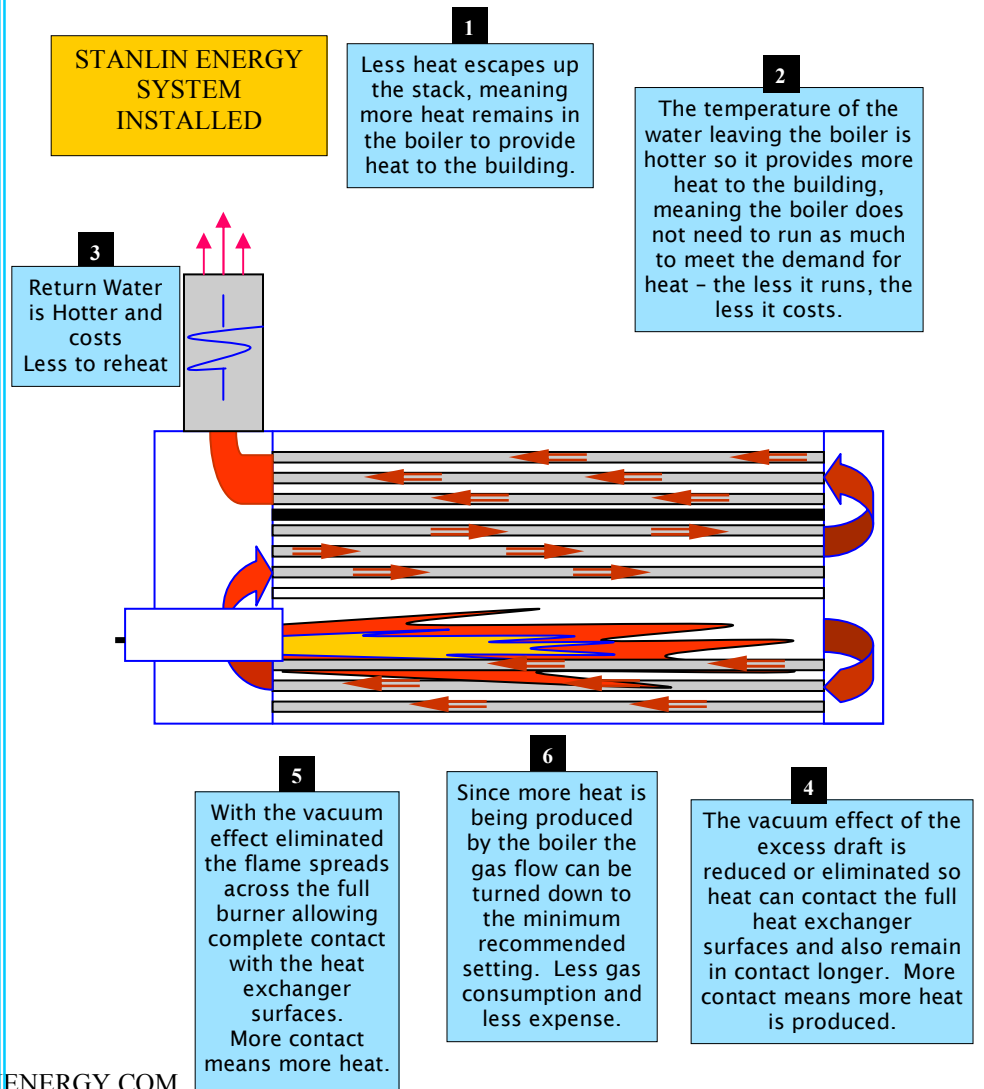 STANLIN ENERGY
SYSTEM
INSTALLED
1
Less heat escapes up
the stack, meaning
more heat remains in
the boiler to provide
heat to the building.
2
The temperature of the
water leaving the boiler is
hotter so it provides more
heat to the building,
meaning the boiler does
not need to run as much
to meet the demand for
heat – the less it runs, the
less it costs.
3
Return Water
is Hotter and
costs
Less to reheat
5
With the vacuum
effect eliminated
the flame spreads
across the full
burner allowing
complete contact
with the heat
exchanger
surfaces.
More contact
means more heat.
6
Since more heat is
being produced
by the boiler the
gas flow can be
turned down to
the minimum
recommended
setting.  Less gas
consumption and
less expense.
4
The vacuum effect of the
excess draft is
reduced or eliminated so
heat can contact the full
heat exchanger
surfaces and also remain
in contact longer.  More
contact means more heat
is produced.
ENERGY.COM